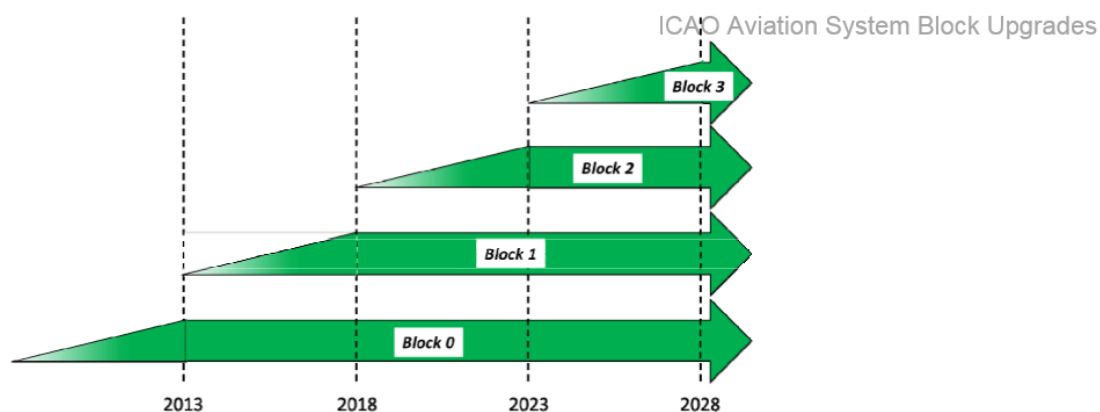 ICAO Aviation System Block Upgrades
Block 3
Block 2
Block 1
Block 0
2013 2018 2023 2028